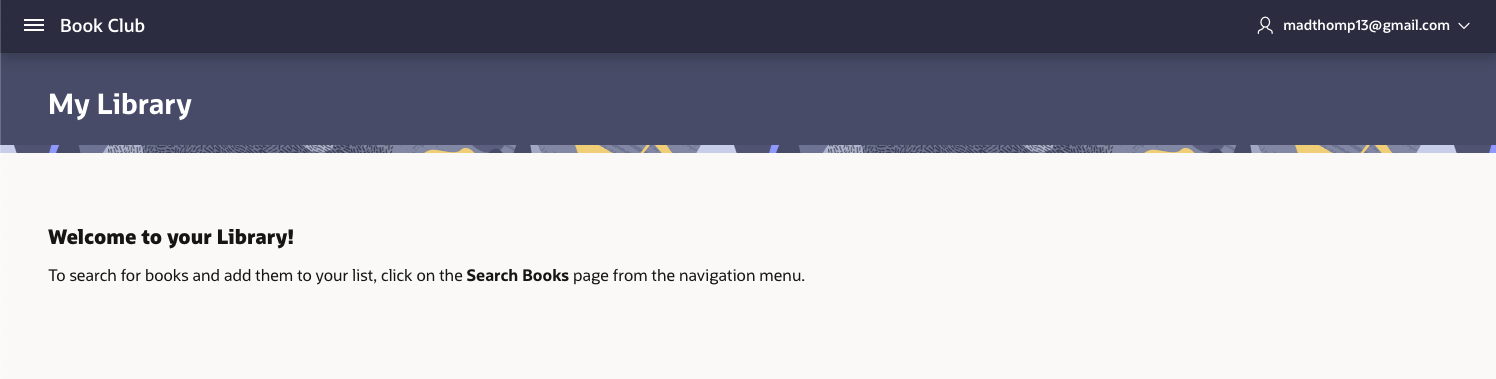 Book Club
madthomp13@gmail.com
My Library
Welcome to your Library!
To search for books and add them to your list, click on the Search Books page from the navigation menu.